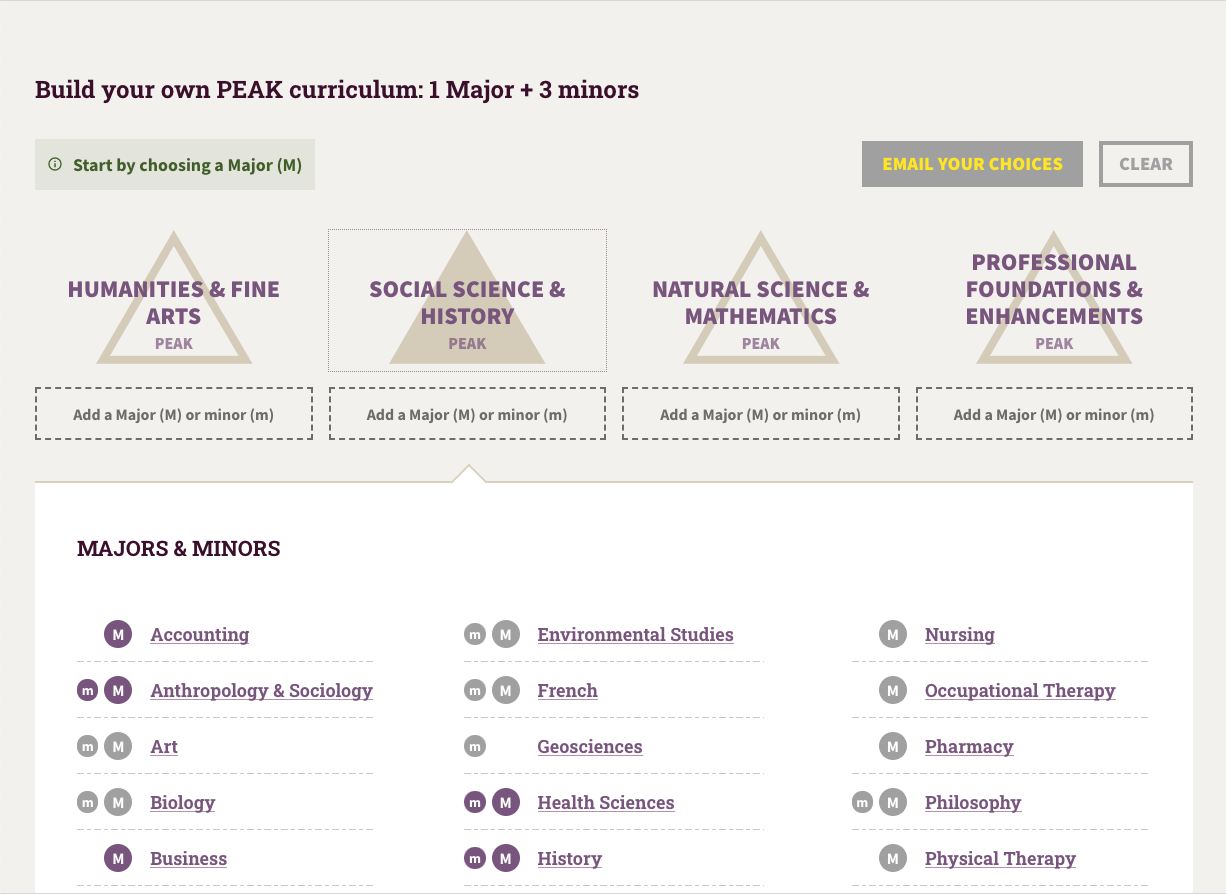 Build your own PEAK curriculum: 1 Major + 3 minors
Start by choosing a Major (M)
EMAIL YOUR CHOICES
CLEAR
HUMANITIES & FINE
ARTS
PEAK
SOCIAL SCIENCE &
HISTORY
PEAK
NATURAL SCIENCE &
MATHEMATICS
PEAK
PROFESSIONAL
FOUNDATIONS &
ENHANCEMENTS
PEAK
Add a Major (M) or minor (m)
Add a Major (M) or minor (m)
Add a Major (M) or minor (m)
Add a Major (M) or minor (m)
MAJORS & MINORS
M Accounting
m M Anthropology & Sociology
m M Art
m M Biology
M Business
m M Environmental Studies
m M French
m Geosciences
m M Health Sciences
m M History
M Nursing
M Occupational Therapy
M Pharmacy
m M Philosophy
M Physical Therapy